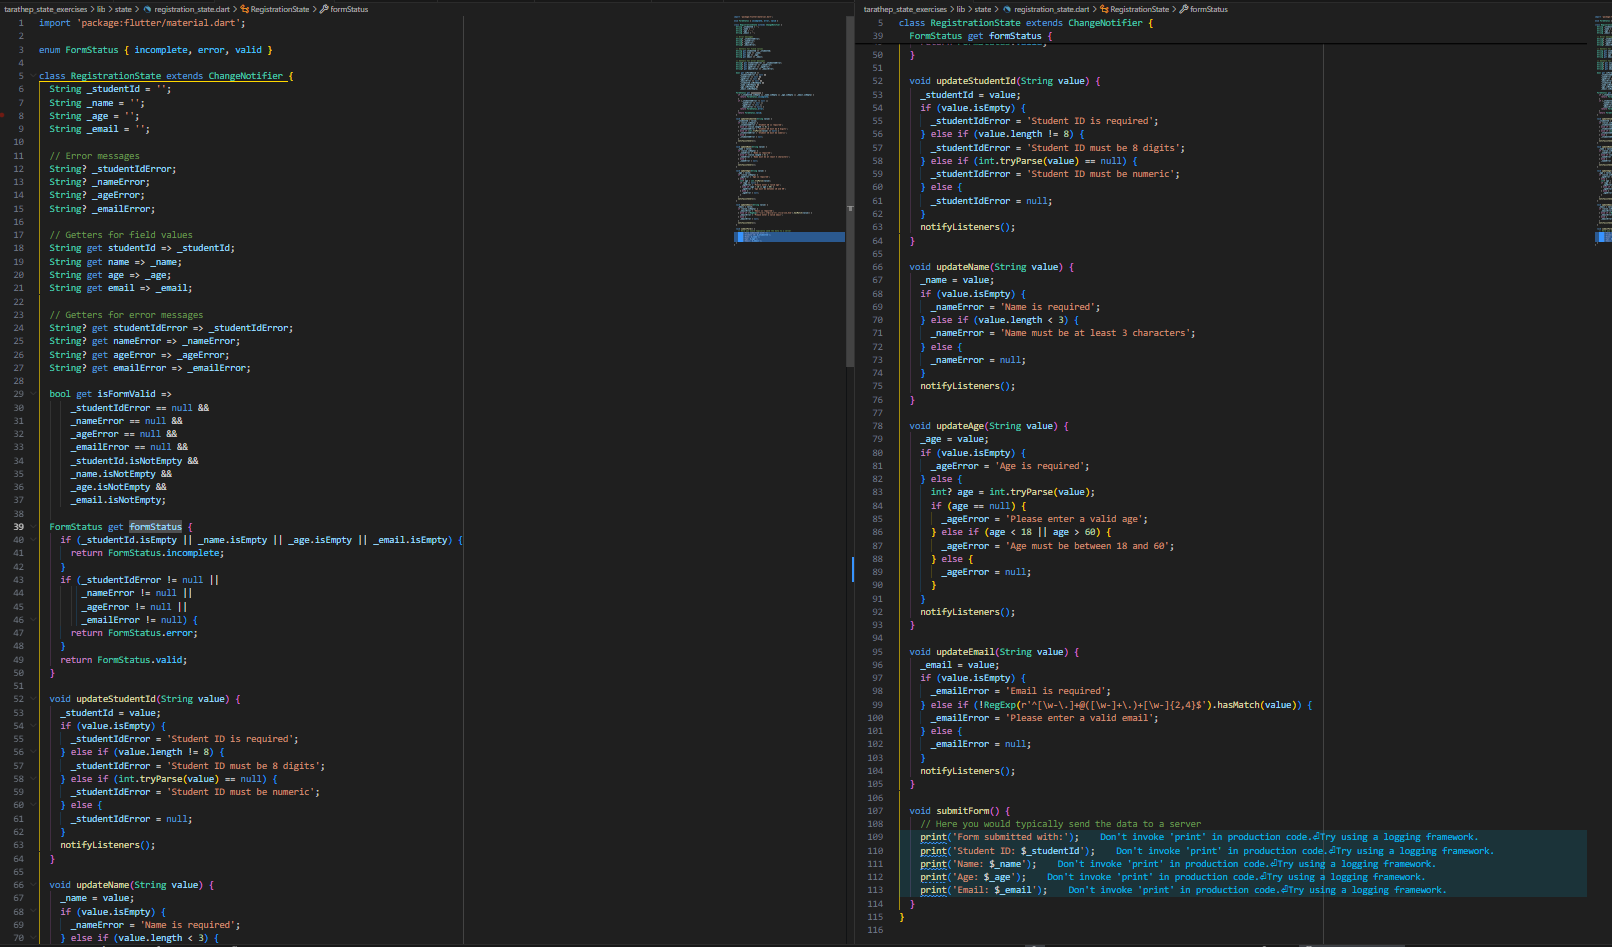 tarathep_state_exercises > lib > state > registration_state.dart > RegistrationState > formStatus
1 import 'package:flutter/material.dart';
2
3 enum FormStatus { incomplete, error, valid }
4
5 class RegistrationState extends ChangeNotifier {
6 String _studentId = '';
7 String _name = '';
8 String _age = '';
9 String _email = '';
10
11 // Error messages
12 String? _studentIdError;
13 String? _nameError;
14 String? _ageError;
15 String? _emailError;
16
17 // Getters for field values
18 String get studentId => _studentId;
19 String get name => _name;
20 String get age => _age;
21 String get email => _email;
22
23 // Getters for error messages
24 String? get studentIdError => _studentIdError;
25 String? get nameError => _nameError;
26 String? get ageError => _ageError;
27 String? get emailError => _emailError;
28
29 bool get isFormValid =>
30 _studentIdError == null &&
31 _nameError == null &&
32 _ageError == null &&
33 _emailError == null &&
34 _studentId.isNotEmpty &&
35 _name.isNotEmpty &&
36 _age.isNotEmpty &&
37 _email.isNotEmpty;
38
39 FormStatus get formStatus {
40 if (_studentId.isEmpty || _name.isEmpty || _age.isEmpty || _email.isEmpty) {
41 return FormStatus.incomplete;
42 }
43 if (_studentIdError != null ||
44 _nameError != null ||
45 _ageError != null ||
46 _emailError != null) {
47 return FormStatus.error;
48 }
49 return FormStatus.valid;
50 }
51
52 void updateStudentId(String value) {
53 _studentId = value;
54 if (value.isEmpty) {
55 _studentIdError = 'Student ID is required';
56 } else if (value.length != 8) {
57 _studentIdError = 'Student ID must be 8 digits';
58 } else if (int.tryParse(value) == null) {
59 _studentIdError = 'Student ID must be numeric';
60 } else {
61 _studentIdError = null;
62 }
63 notifyListeners();
64 }
65
66 void updateName(String value) {
67 _name = value;
68 if (value.isEmpty) {
69 _nameError = 'Name is required';
70 } else if (value.length < 3) {
tarathep_state_exercises > lib > state > registration_state.dart > RegistrationState > formStatus
5 class RegistrationState extends ChangeNotifier {
39 FormStatus get formStatus {
50 }
51
52 void updateStudentId(String value) {
53 _studentId = value;
54 if (value.isEmpty) {
55 _studentIdError = 'Student ID is required';
56 } else if (value.length != 8) {
57 _studentIdError = 'Student ID must be 8 digits';
58 } else if (int.tryParse(value) == null) {
59 _studentIdError = 'Student ID must be numeric';
60 } else {
61 _studentIdError = null;
62 }
63 notifyListeners();
64 }
65
66 void updateName(String value) {
67 _name = value;
68 if (value.isEmpty) {
69 _nameError = 'Name is required';
70 } else if (value.length < 3) {
71 _nameError = 'Name must be at least 3 characters';
72 } else {
73 _nameError = null;
74 }
75 notifyListeners();
76 }
77
78 void updateAge(String value) {
79 _age = value;
80 if (value.isEmpty) {
81 _ageError = 'Age is required';
82 } else {
83 int? age = int.tryParse(value);
84 if (age == null) {
85 _ageError = 'Please enter a valid age';
86 } else if (age < 18 || age > 60) {
87 _ageError = 'Age must be between 18 and 60';
88 } else {
89 _ageError = null;
90 }
91 }
92 notifyListeners();
93 }
94
95 void updateEmail(String value) {
96 _email = value;
97 if (value.isEmpty) {
98 _emailError = 'Email is required';
99 } else if (!RegExp(r'^[\w-\.]+@([\w-]+\.)+[\w-]{2,4}$').hasMatch(value)) {
100 _emailError = 'Please enter a valid email';
101 } else {
102 _emailError = null;
103 }
104 notifyListeners();
105 }
106
107 void submitForm() {
108 // Here you would typically send the data to a server
109 print('Form submitted with:'); Don't invoke 'print' in production code.⏎Try using a logging framework.
110 print('Student ID: $_studentId'); Don't invoke 'print' in production code.⏎Try using a logging framework.
111 print('Name: $_name'); Don't invoke 'print' in production code.⏎Try using a logging framework.
112 print('Age: $_age'); Don't invoke 'print' in production code.⏎Try using a logging framework.
113 print('Email: $_email'); Don't invoke 'print' in production code.⏎Try using a logging framework.
114 }
115 }
116